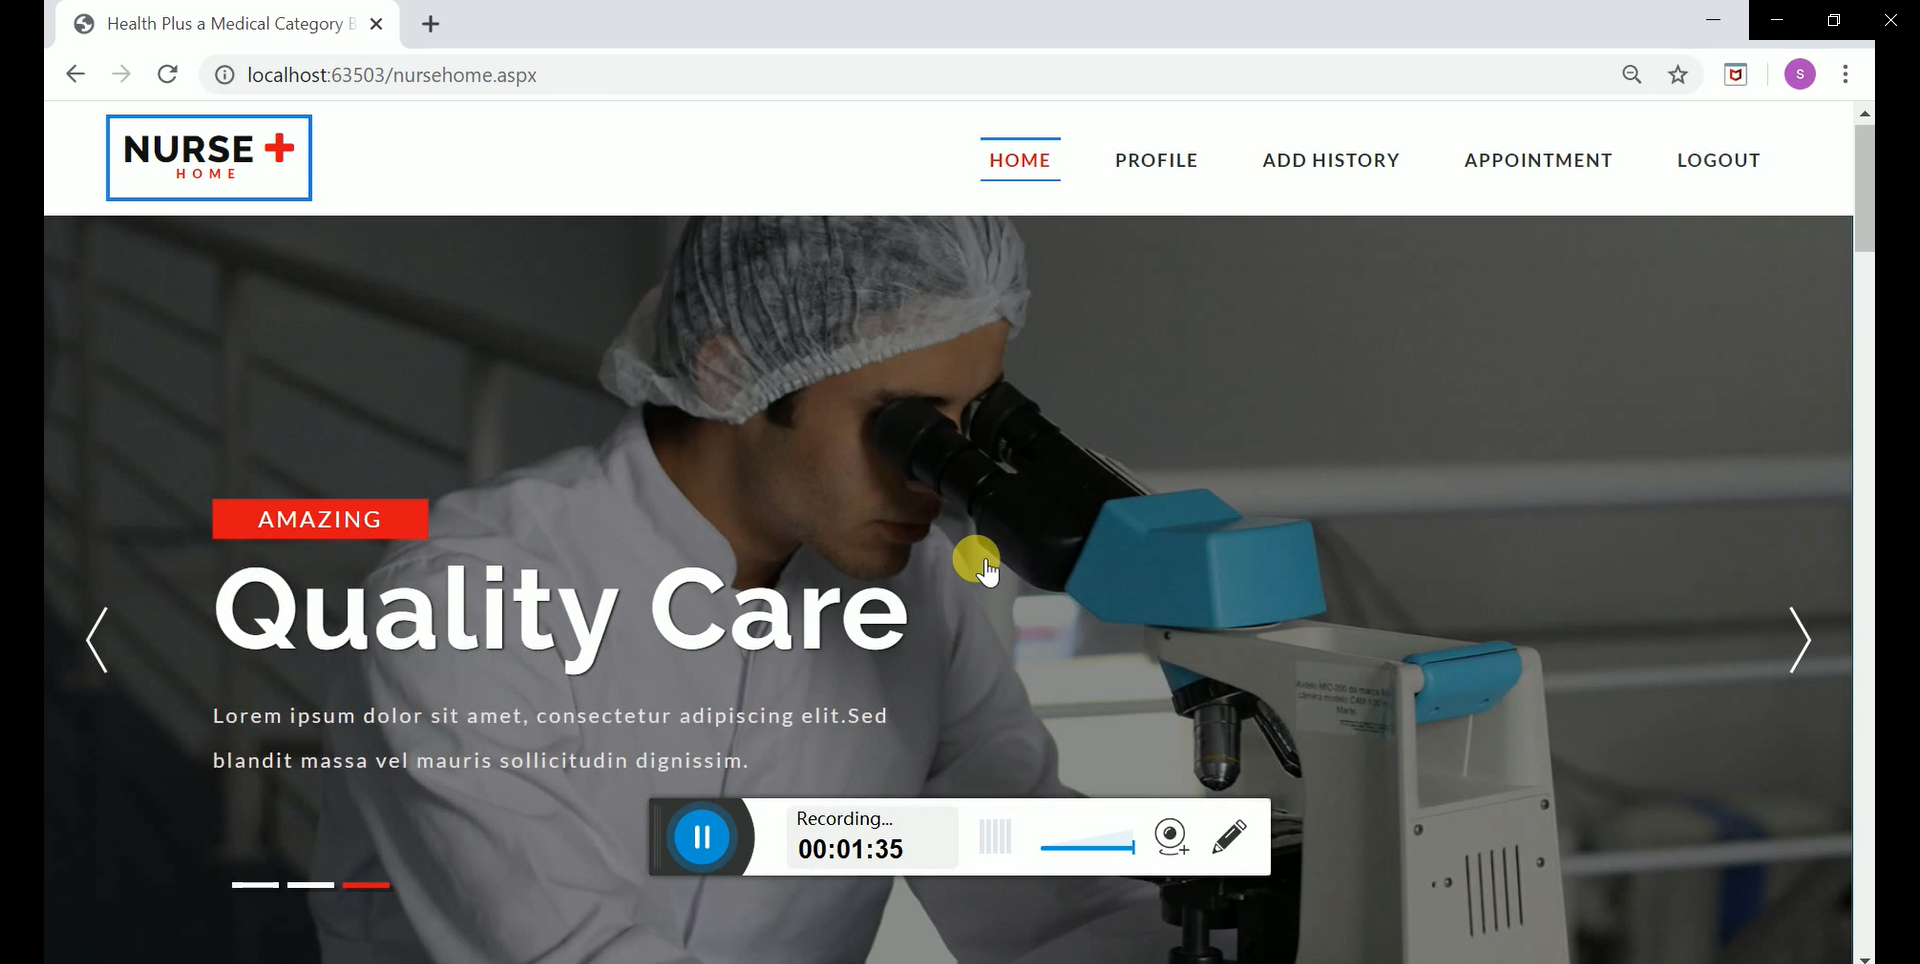 Health Plus a Medical Category B
localhost:63503/nursehome.aspx
S
NURSE
HOME
HOME
PROFILE
ADD HISTORY
APPOINTMENT
LOGOUT
AMAZING
Quality Care
Lorem ipsum dolor sit amet, consectetur adipiscing elit.Sed
blandit massa vel mauris sollicitudin dignissim.
Recording...
00:01:35